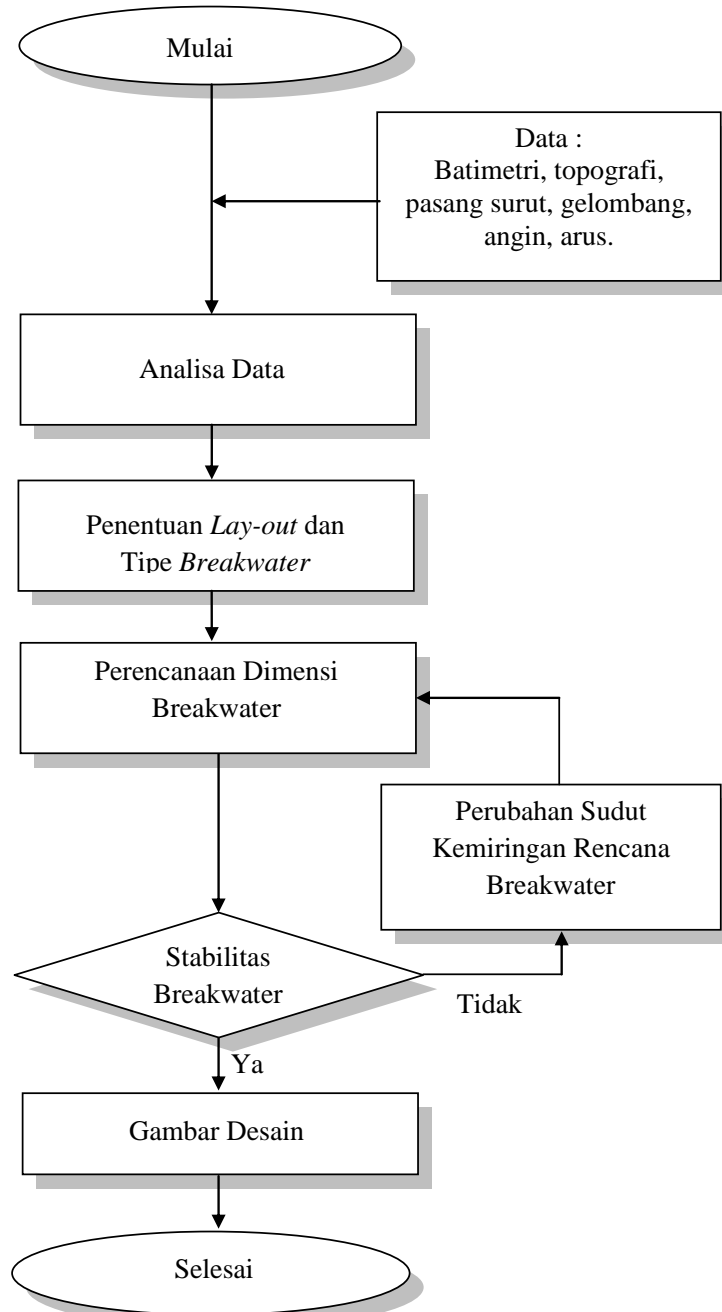 Mulai
Data :
Batimetri, topografi,
pasang surut, gelombang,
angin, arus.
Analisa Data
Penentuan Lay-out dan
Tipe Breakwater
Perencanaan Dimensi
Breakwater
Perubahan Sudut
Kemiringan Rencana
Breakwater
Stabilitas
Breakwater
Tidak
Ya
Gambar Desain
Selesai